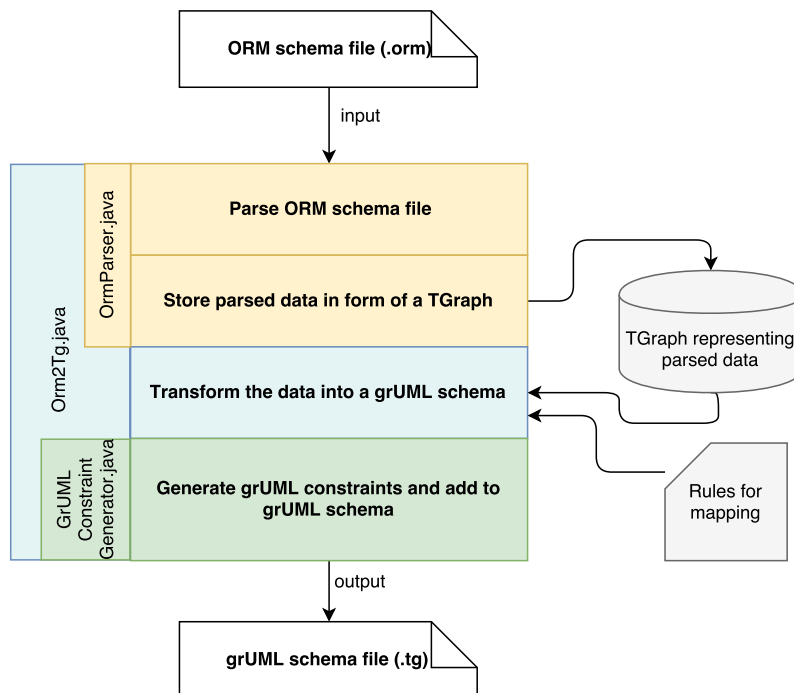 ORM schema file (.orm)
input
Orm2Tg.java
OrmParser.java
Parse ORM schema file
Store parsed data in form of a TGraph
TGraph representing
parsed data
Transform the data into a grUML schema
Rules for
mapping
GrUML
Constraint
Generator.java
Generate grUML constraints and add to
grUML schema
output
grUML schema file (.tg)